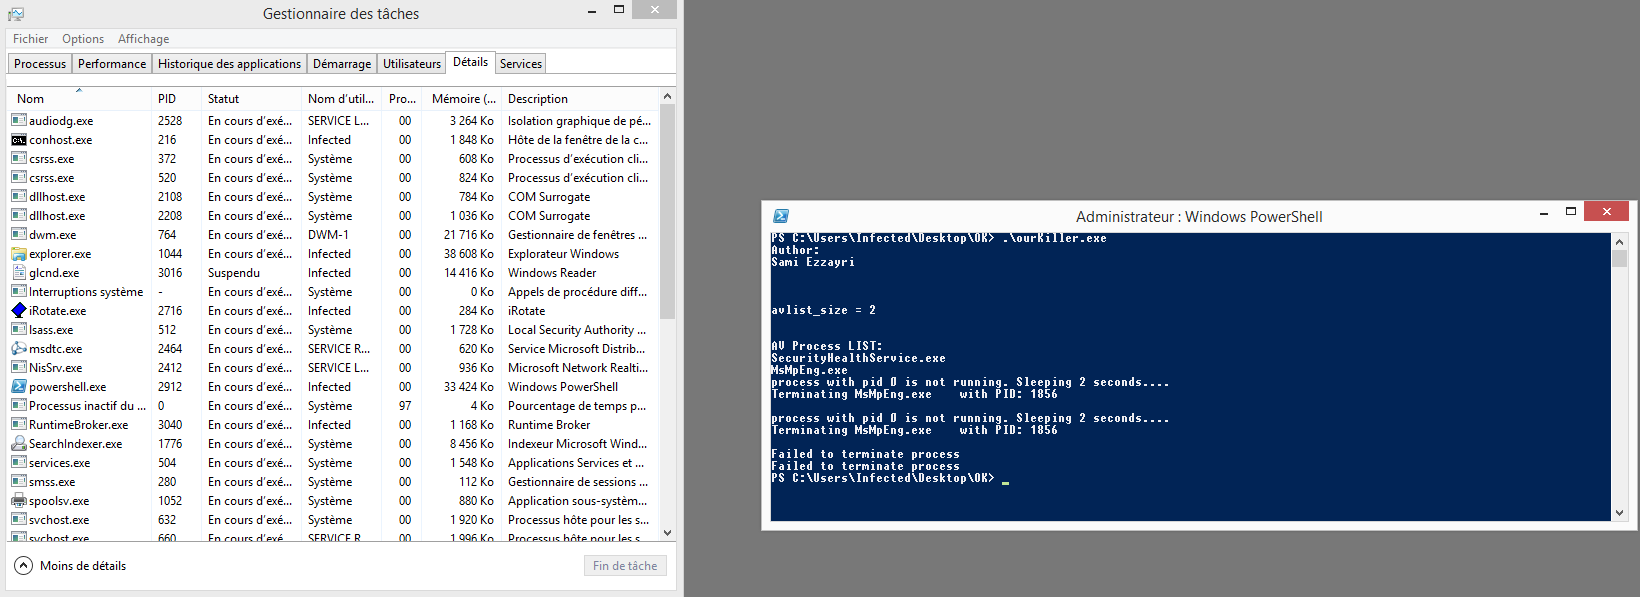 Gestionnaire des tâches
Fichier Options Affichage
Processus Performance Historique des applications Démarrage Utilisateurs Détails Services
Nom PID Statut Nom d'util... Pro... Mémoire (... Description
audiodg.exe 2528 En cours d'exé... SERVICE L... 00 3 264 Ko Isolation graphique de pé...
conhost.exe 216 En cours d'exé... Infected 00 1 848 Ko Hôte de la fenêtre de la c...
csrss.exe 372 En cours d'exé... Système 00 608 Ko Processus d'exécution cli...
csrss.exe 520 En cours d'exé... Système 00 824 Ko Processus d'exécution cli...
dllhost.exe 2108 En cours d'exé... Système 00 784 Ko COM Surrogate
dllhost.exe 2208 En cours d'exé... Système 00 1 036 Ko COM Surrogate
dwm.exe 764 En cours d'exé... DWM-1 00 21 716 Ko Gestionnaire de fenêtres ...
explorer.exe 1044 En cours d'exé... Infected 00 38 608 Ko Explorateur Windows
glcnd.exe 3016 Suspendu Infected 00 14 416 Ko Windows Reader
Interruptions système - En cours d'exé... Système 00 0 Ko Appels de procédure diff...
iRotate.exe 2716 En cours d'exé... Infected 00 284 Ko iRotate
lsass.exe 512 En cours d'exé... Système 00 1 728 Ko Local Security Authority ...
msdtc.exe 2464 En cours d'exé... SERVICE R... 00 620 Ko Service Microsoft Distrib...
NisSrv.exe 2412 En cours d'exé... SERVICE L... 00 936 Ko Microsoft Network Realti...
powershell.exe 2912 En cours d'exé... Infected 00 33 424 Ko Windows PowerShell
Processus inactif du ... 0 En cours d'exé... Système 97 4 Ko Pourcentage de temps p...
RuntimeBroker.exe 3040 En cours d'exé... Infected 00 1 168 Ko Runtime Broker
SearchIndexer.exe 1776 En cours d'exé... Système 00 8 456 Ko Indexeur Microsoft Wind...
services.exe 504 En cours d'exé... Système 00 1 548 Ko Applications Services et ...
smss.exe 280 En cours d'exé... Système 00 112 Ko Gestionnaire de sessions ...
spoolsv.exe 1052 En cours d'exé... Système 00 880 Ko Application sous-systèm...
svchost.exe 632 En cours d'exé... Système 00 1 920 Ko Processus hôte pour les s...
svchost.exe 660 En cours d'exé... SERVICE R... 00 1 996 Ko Processus hôte pour les s...
Moins de détails
Fin de tâche
Administrateur : Windows PowerShell
PS C:\Users\Infected\Desktop\OK> .\ourKiller.exe
Author:
Sami Ezzayri
avlist_size = 2
AV Process LIST:
SecurityHealthService.exe
MsMpEng.exe
process with pid 0 is not running. Sleeping 2 seconds....
Terminating MsMpEng.exe with PID: 1856
process with pid 0 is not running. Sleeping 2 seconds....
Terminating MsMpEng.exe with PID: 1856
Failed to terminate process
Failed to terminate process
PS C:\Users\Infected\Desktop\OK> _